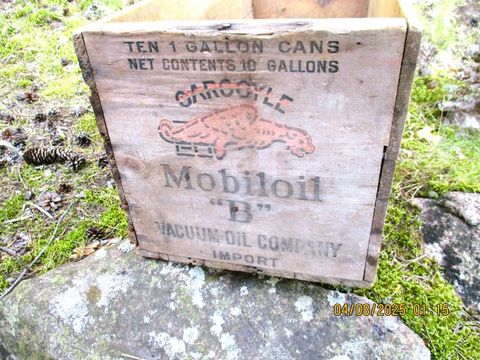 TEN 1 GALLON CANS
NET CONTENTS 10 GALLONS
GARGOYLE
Mobiloil
"B"
VACUUM OIL COMPANY
IMPORT
04/08/2025 01:15